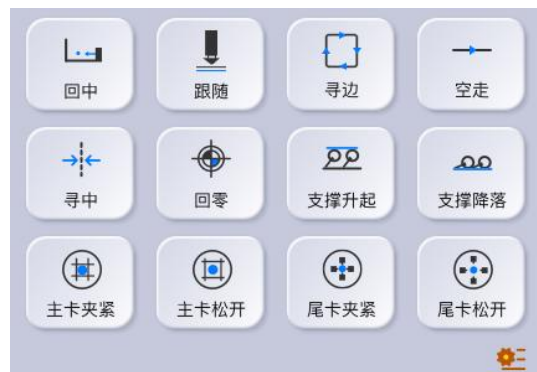 回中 跟随 寻边 空走
寻中 回零 支撑升起 支撑降落
主卡夹紧 主卡松开 尾卡夹紧 尾卡松开